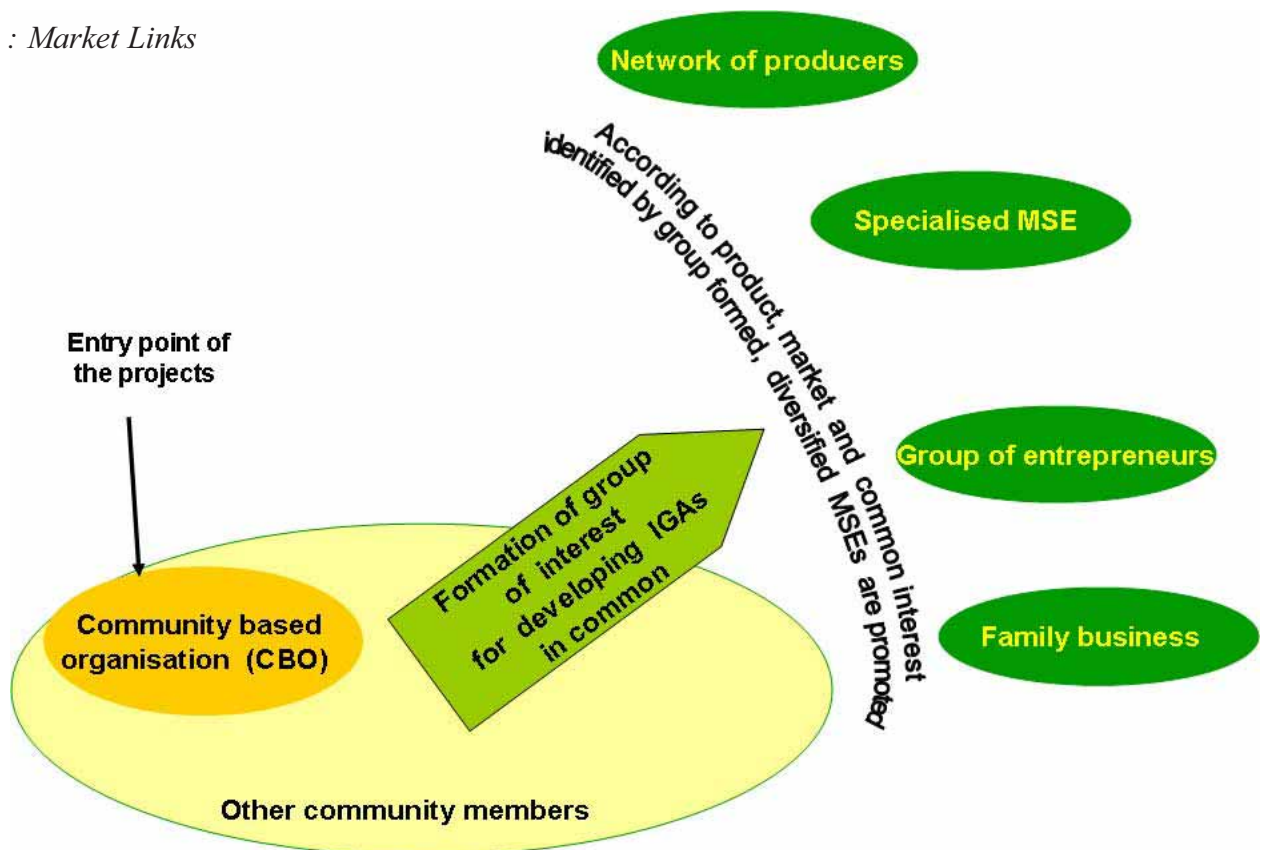 : Market Links
Network of producers
According to product, market and common interest
identified by group formed, diversified MSEs are promoted
Specialised MSE
Entry point of
the projects
Group of entrepreneurs
Formation of group
of interest
for developing IGAs
in common
Community based
organisation (CBO)
Family business
Other community members